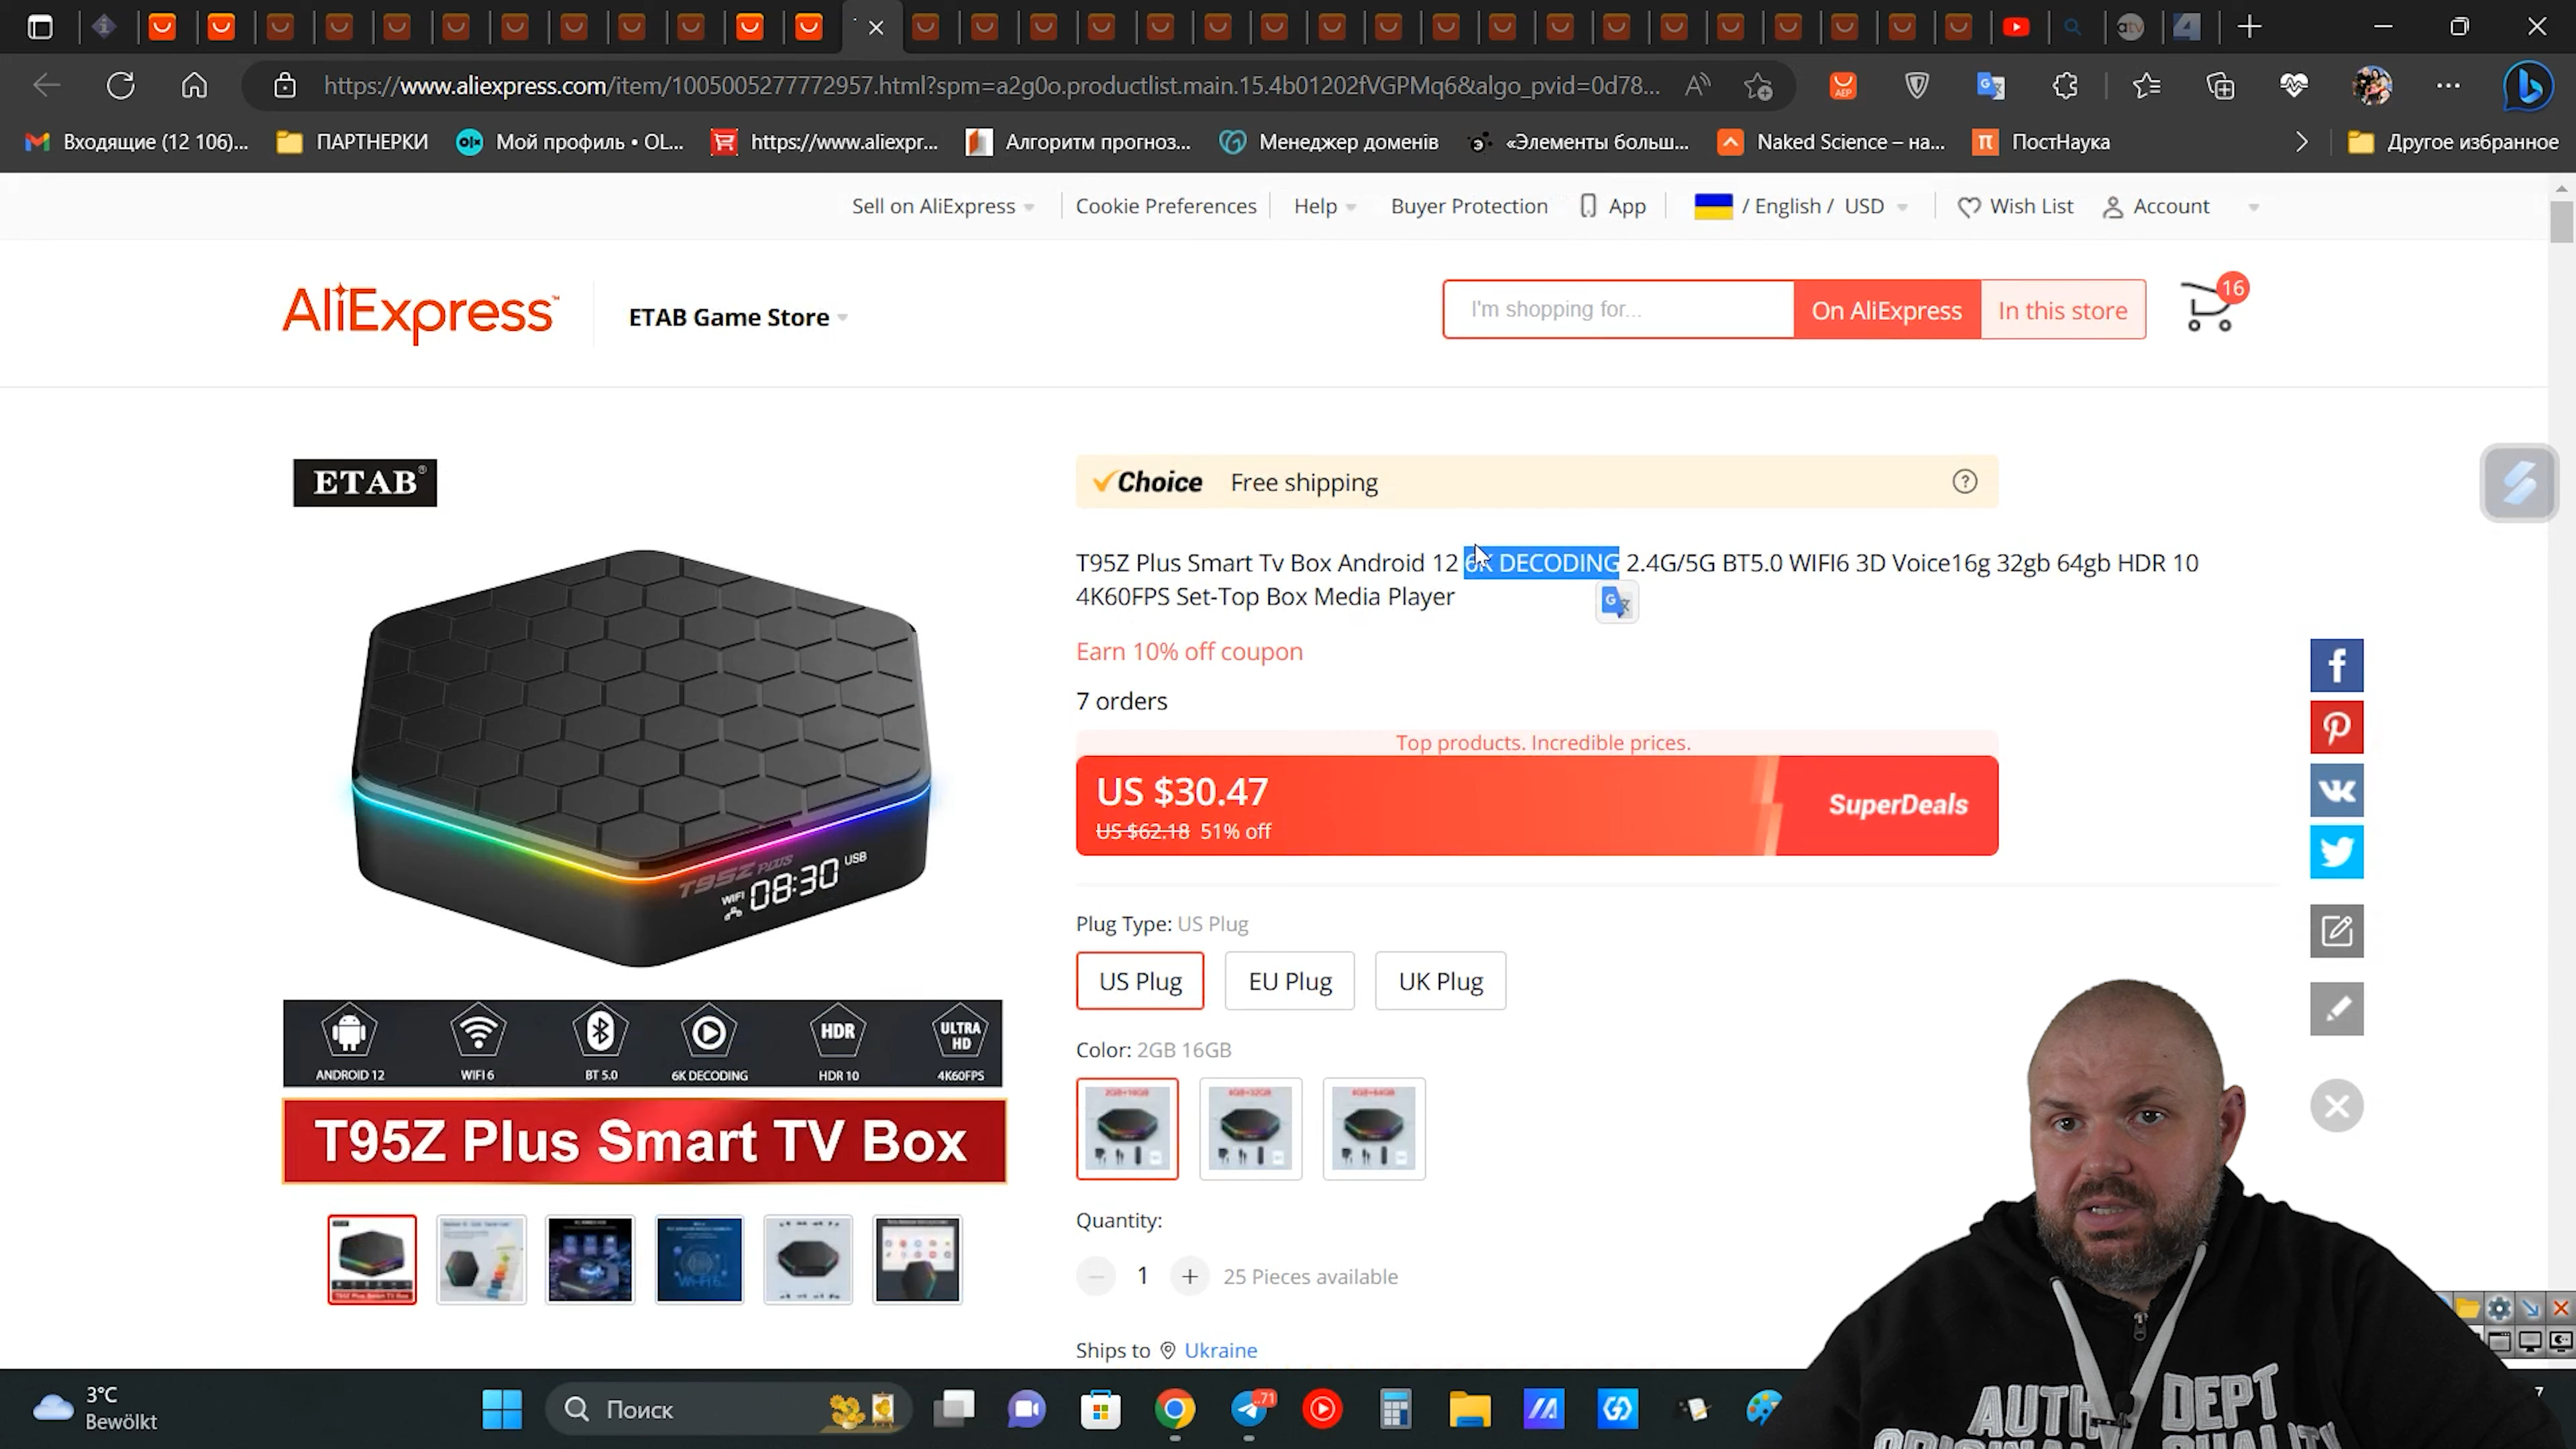 https://www.aliexpress.com/item/1005005277772957.html?spm=a2g0o.productlist.main.15.4b01202fVGPMq6&algo_pvid=0d78...
Входящие (12 106)...
ПАРТНЕРКИ
Мой профиль • OL...
https://www.aliexpr...
Алгоритм прогноз...
Менеджер доменів
«Элементы больш...
Naked Science – на...
ПостНаука
Другое избранное
Sell on AliExpress
Cookie Preferences
Help
Buyer Protection
App
/ English / USD
Wish List
Account
AliExpress
ETAB Game Store
I'm shopping for...
On AliExpress
In this store
16
ETAB®
Choice
Free shipping
T95Z Plus Smart Tv Box Android 12 6K DECODING 2.4G/5G BT5.0 WIFI6 3D Voice16g 32gb 64gb HDR 10
4K60FPS Set-Top Box Media Player
Earn 10% off coupon
7 orders
Top products. Incredible prices.
US $30.47
US $62.18 51% off
SuperDeals
T95Z PLUS
WIFI 08:30 USB
Plug Type: US Plug
US Plug
EU Plug
UK Plug
HDR
ULTRA HD
ANDROID 12
WIFI 6
BT 5.0
6K DECODING
HDR 10
4K60FPS
T95Z Plus Smart TV Box
Color: 2GB 16GB
Quantity:
1
25 Pieces available
Ships to Ukraine
3°C
Bewölkt
Поиск
71
AUTH DEPT